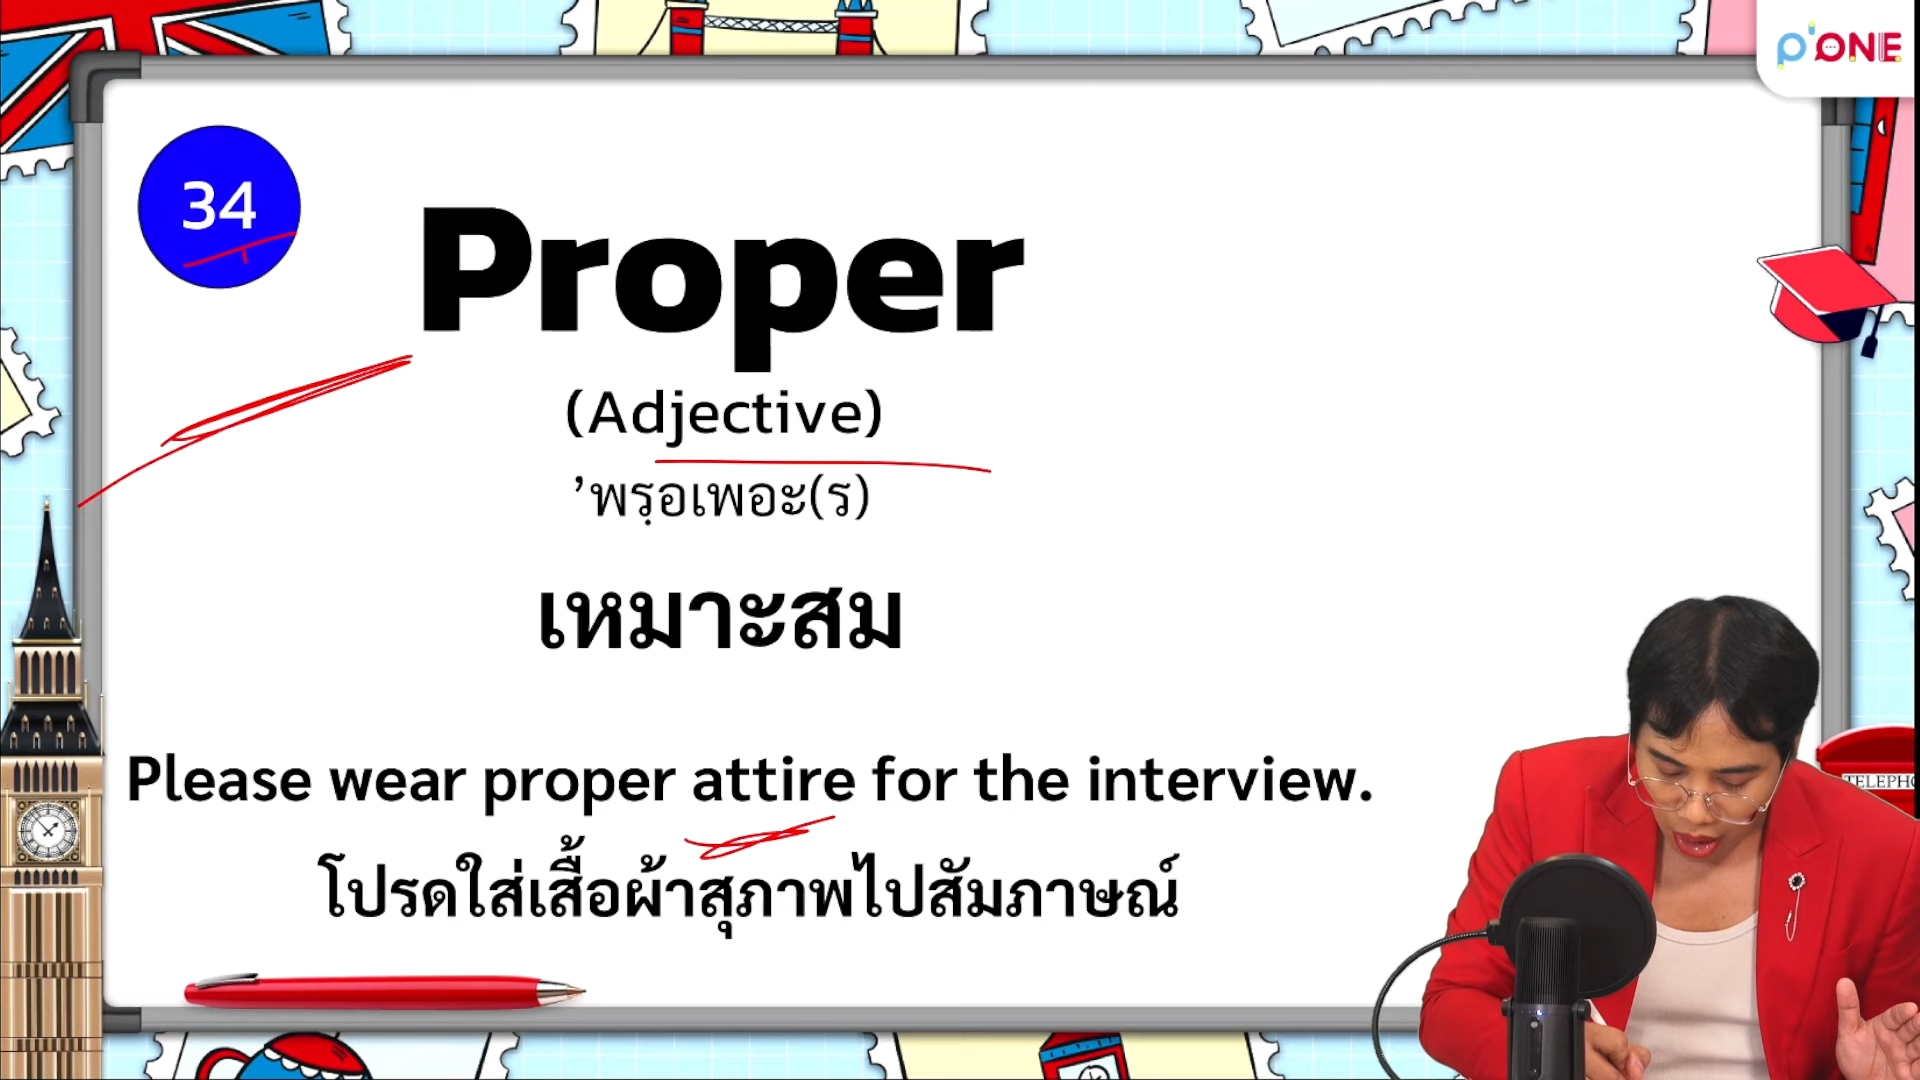 P'ONE
34
Proper
(Adjective)
’พรฺอเพอะ(ร)
เหมาะสม
Please wear proper attire for the interview.
โปรดใส่เสื้อผ้าสุภาพไปสัมภาษณ์